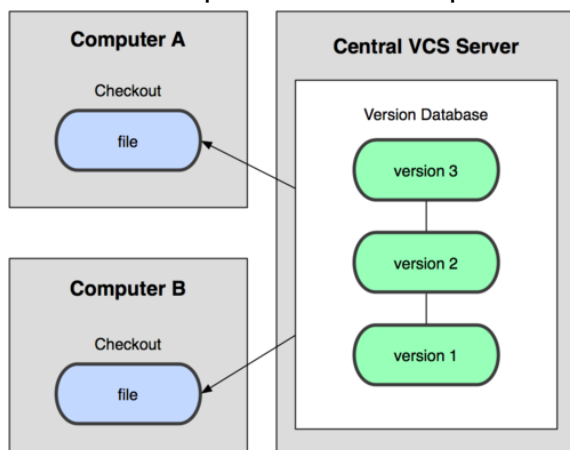 Computer A
Checkout
file
Computer B
Checkout
file
Central VCS Server
Version Database
version 3
version 2
version 1